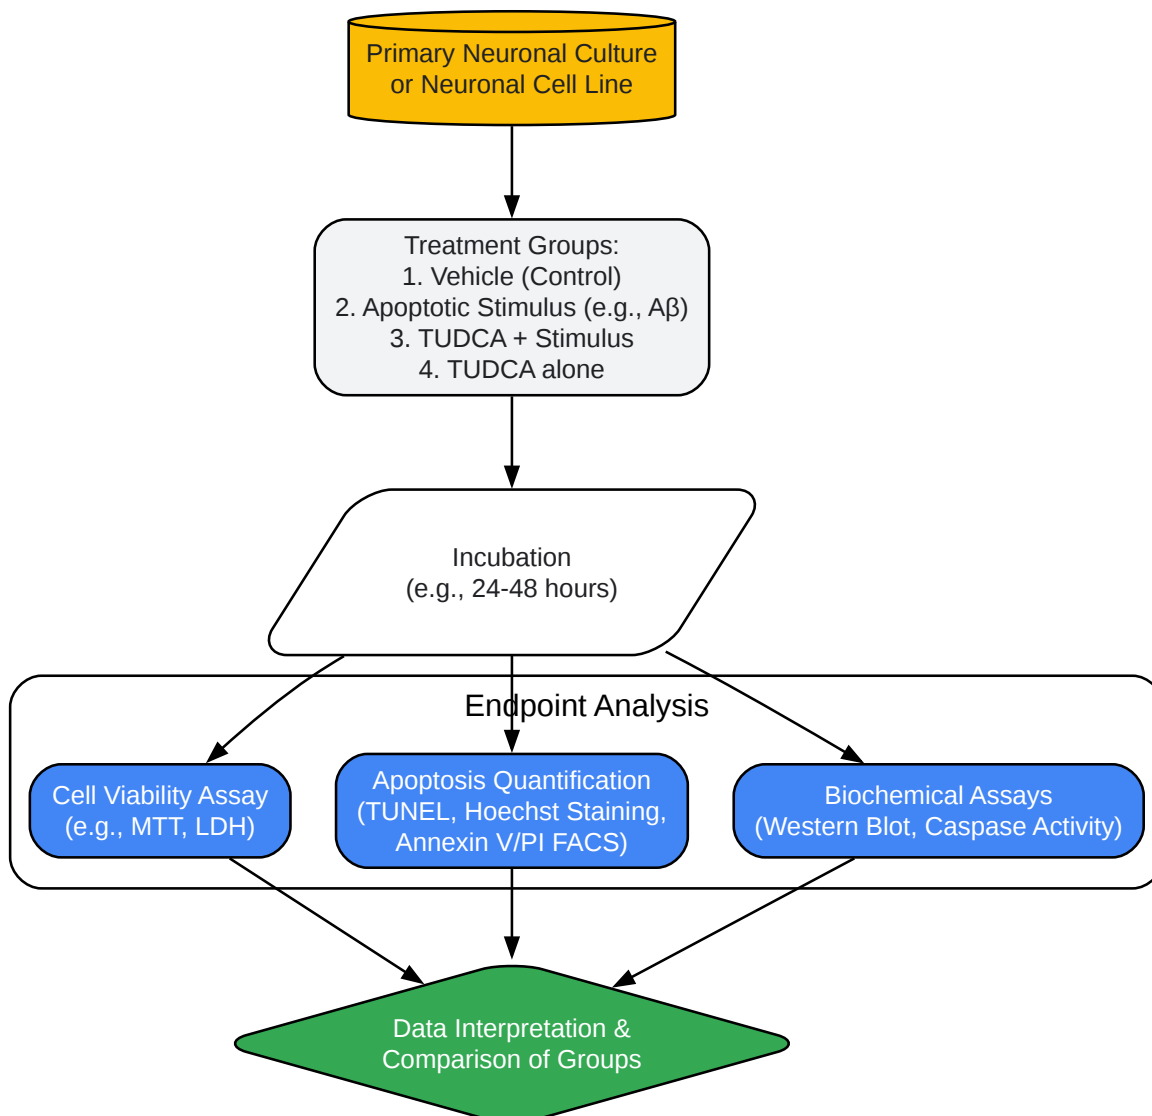 Primary Neuronal Culture
or Neuronal Cell Line
Treatment Groups:
1. Vehicle (Control)
2. Apoptotic Stimulus (e.g., Aβ)
3. TUDCA + Stimulus
4. TUDCA alone
Incubation
(e.g., 24-48 hours)
Endpoint Analysis
Cell Viability Assay
(e.g., MTT, LDH)
Apoptosis Quantification
(TUNEL, Hoechst Staining,
Annexin V/PI FACS)
Biochemical Assays
(Western Blot, Caspase Activity)
Data Interpretation &
Comparison of Groups